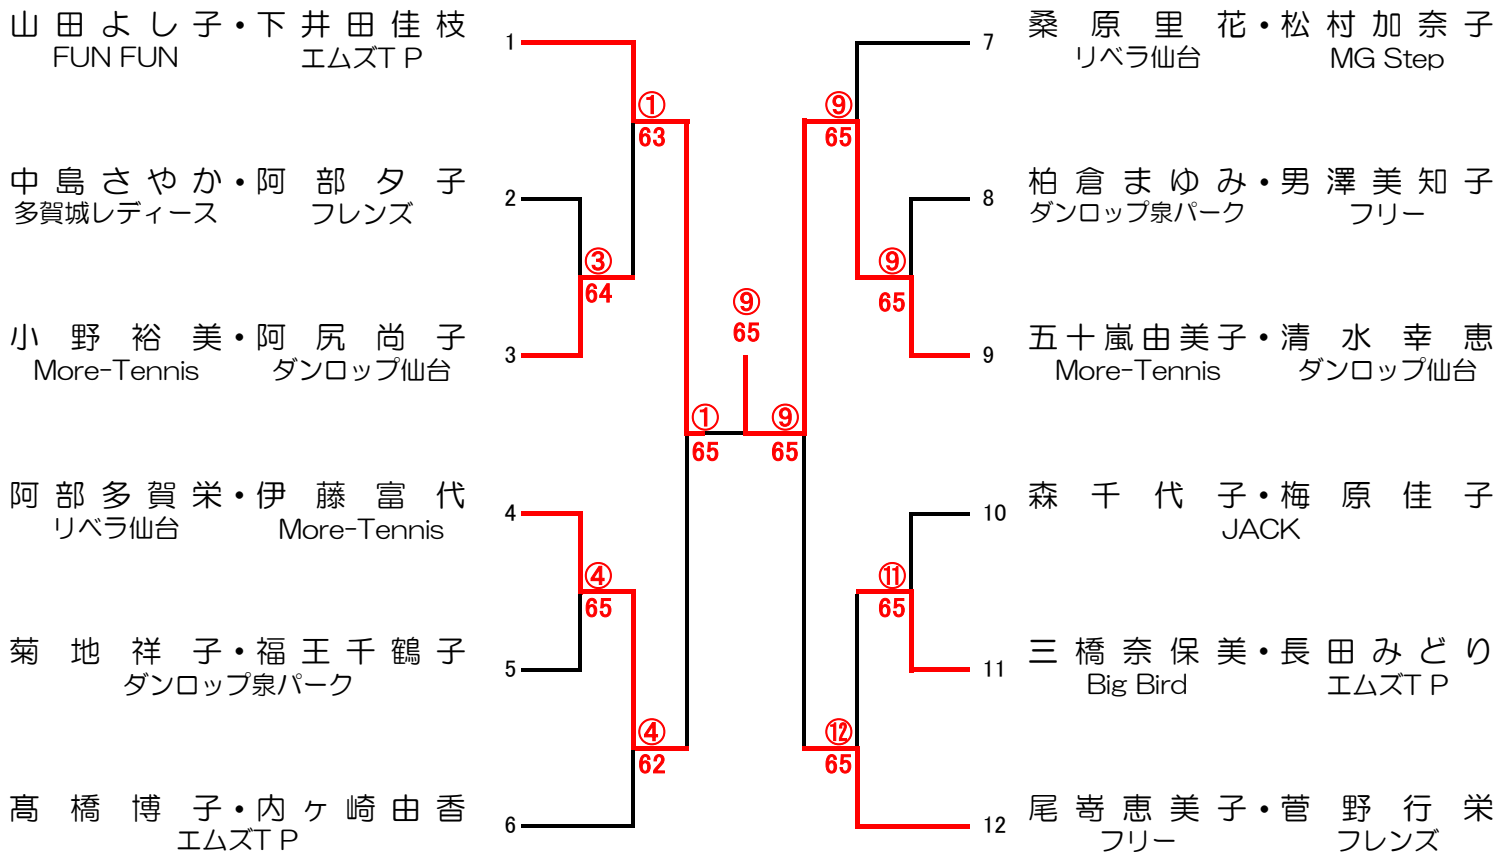 山田よし子・下井田佳枝
FUN FUN エムズTP
1
中島さやか・阿部夕子
多賀城レディース フレンズ
2
小野裕美・阿尻尚子
More-Tennis ダンロップ仙台
3
阿部多賀栄・伊藤富代
リベラ仙台 More-Tennis
4
菊地祥子・福王千鶴子
ダンロップ泉パーク
5
髙橋博子・内ヶ崎由香
エムズTP
6
① 
63
③
64
④
65
④
62
①
65
⑨
65
⑨
65
⑨
65
⑨
65
⑪
65
⑫
65
7
桑原里花・松村加奈子
リベラ仙台 MG Step
8
柏倉まゆみ・男澤美知子
ダンロップ泉パーク フリー
9
五十嵐由美子・清水幸恵
More-Tennis ダンロップ仙台
10
森千代子・梅原佳子
JACK
11
三橋奈保美・長田みどり
Big Bird エムズTP
12
尾嵜恵美子・菅野行栄
フリー フレンズ